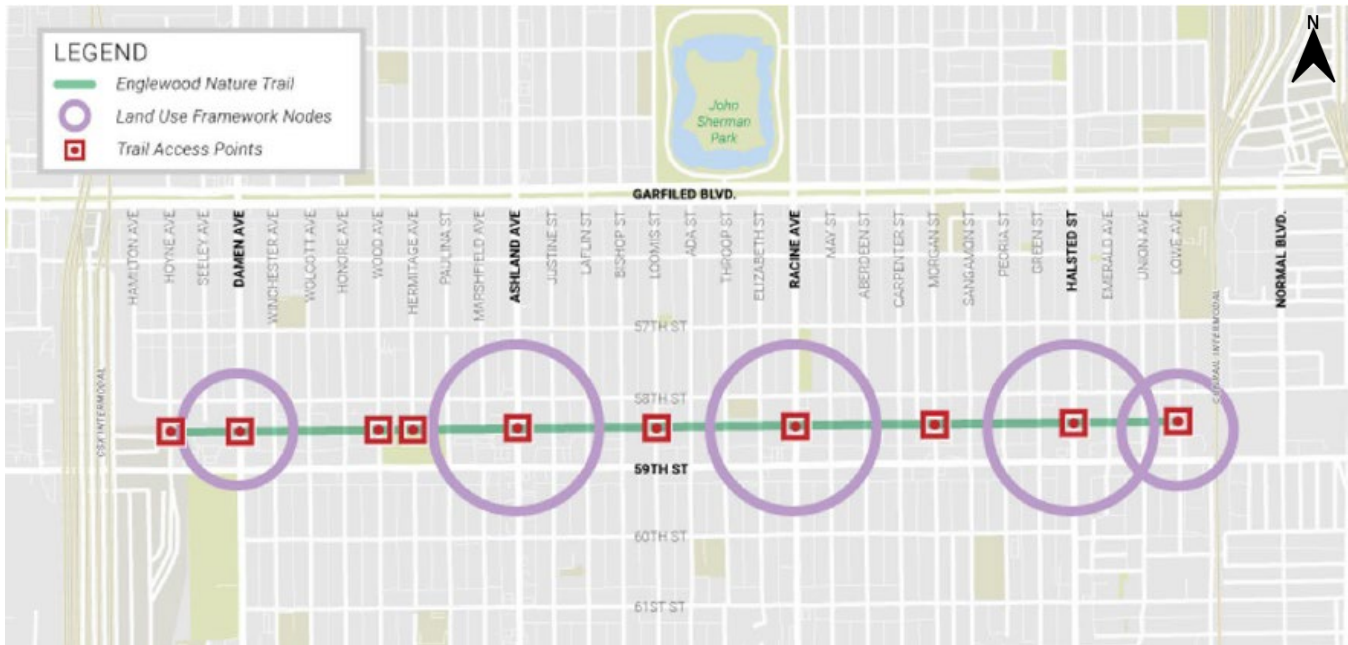 N
LEGEND
Englewood Nature Trail
Land Use Framework Nodes
Trail Access Points
John
Sherman
Park
GARFILED BLVD.
HAMILTON AVE
HOYNE AVE
SEELEY AVE
DAMEN AVE
WINCHESTER AVE
WOLCOTT AVE
HONORE AVE
WOOD AVE
HERMITAGE AVE
PAULINA ST
MARSHFIELD AVE
ASHLAND AVE
JUSTINE ST
LAFLIN ST
BISHOP ST
LOOMIS ST
ADA ST
THROOP ST
ELIZABETH ST
RACINE AVE
MAY ST
ABERDEEN ST
CARPENTER ST
MORGAN ST
SANGAMON ST
PEORIA ST
GREEN ST
HALSTED ST
EMERALD AVE
UNION AVE
LOWE AVE
NORMAL BLVD.
57TH ST
58TH ST
CSX INTERMODAL
INTERMODAL
59TH ST
60TH ST
61ST ST